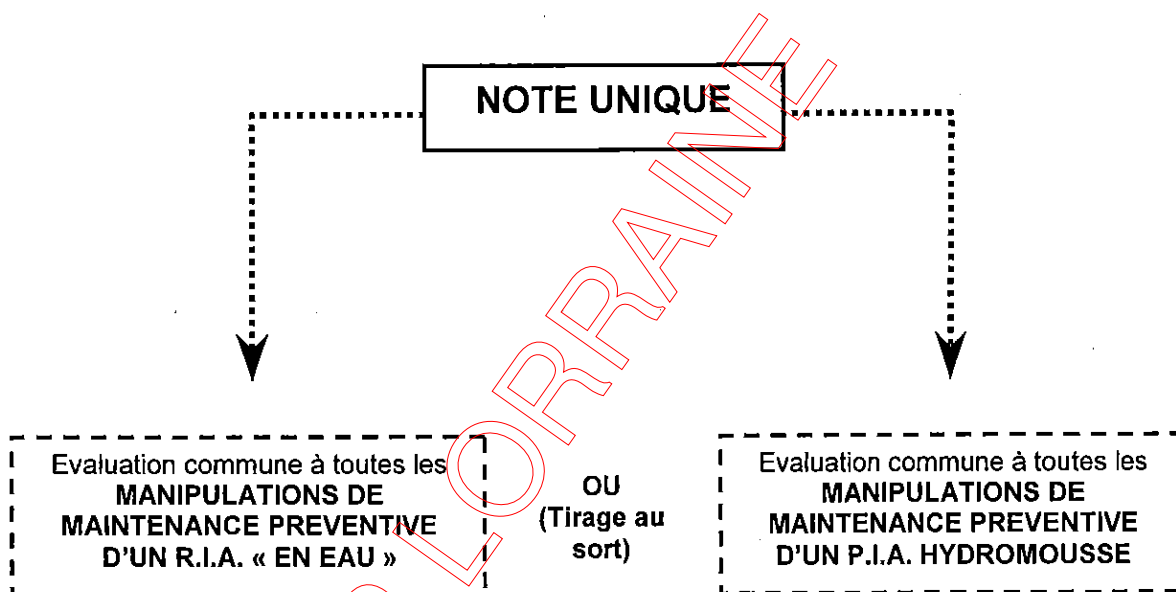 NOTE UNIQUE
Evaluation commune à toutes les
MANIPULATIONS DE
MAINTENANCE PREVENTIVE
D'UN R.I.A. « EN EAU »
OU
(Tirage au
sort)
Evaluation commune à toutes les
MANIPULATIONS DE
MAINTENANCE PREVENTIVE
D'UN P.I.A. HYDROMOUSSE
LORRAINE